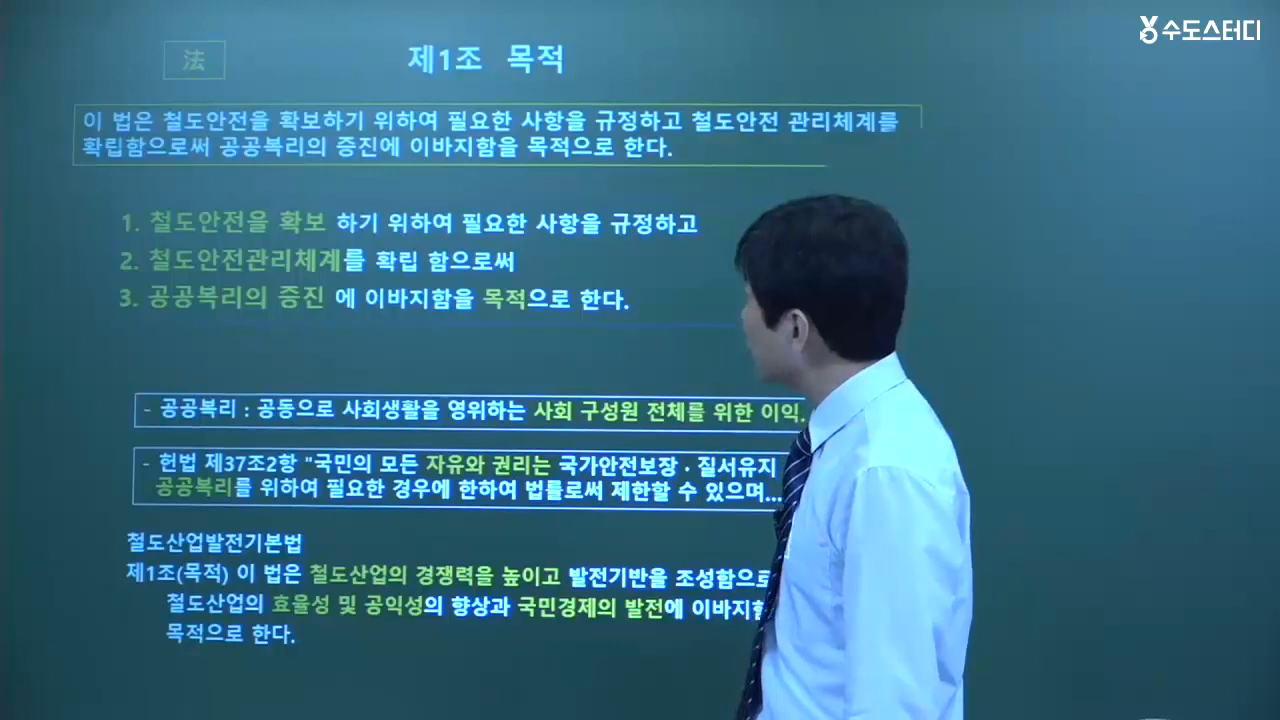 수도스터디
法
제1조 목적
이 법은 철도안전을 확보하기 위하여 필요한 사항을 규정하고 철도안전 관리체계를
확립함으로써 공공복리의 증진에 이바지함을 목적으로 한다.
1. 철도안전을 확보 하기 위하여 필요한 사항을 규정하고
2. 철도안전관리체계를 확립 함으로써
3. 공공복리의 증진 에 이바지함을 목적으로 한다.
- 공공복리 : 공동으로 사회생활을 영위하는 사회 구성원 전체를 위한 이익.
- 헌법 제37조2항 "국민의 모든 자유와 권리는 국가안전보장 · 질서유지
공공복리를 위하여 필요한 경우에 한하여 법률로써 제한할 수 있으며...
철도산업발전기본법
제1조(목적) 이 법은 철도산업의 경쟁력을 높이고 발전기반을 조성함으로
철도산업의 효율성 및 공익성의 향상과 국민경제의 발전에 이바지함
목적으로 한다.